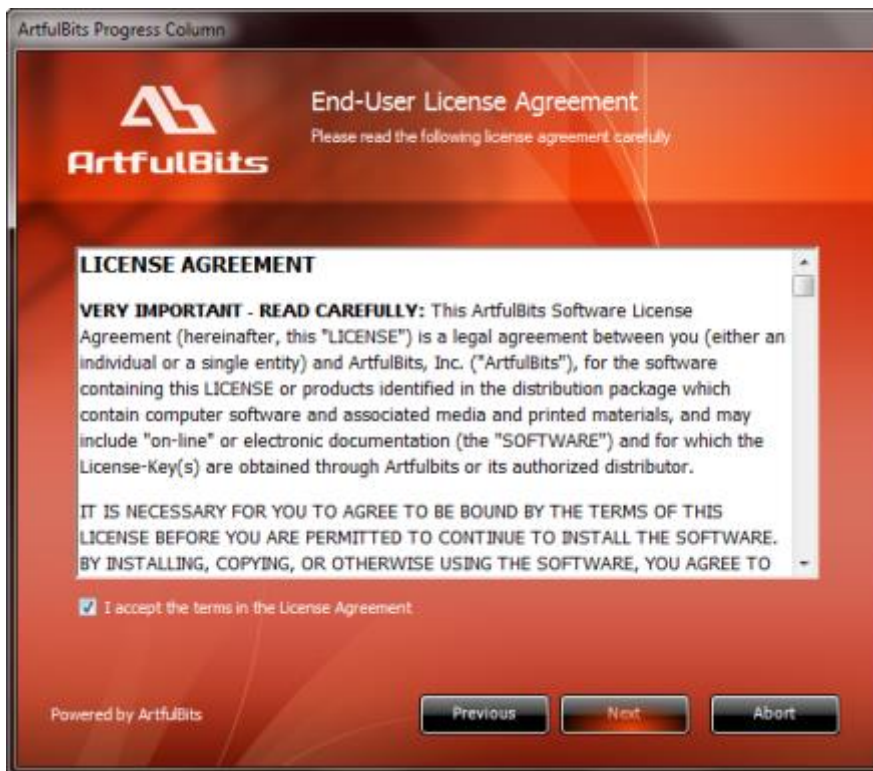 ArtfulBits Progress Column
ArtfulBits
End-User License Agreement
Please read the following license agreement carefully
LICENSE AGREEMENT
VERY IMPORTANT - READ CAREFULLY: This ArtfulBits Software License
Agreement (hereinafter, this "LICENSE") is a legal agreement between you (either an
individual or a single entity) and ArtfulBits, Inc. ("ArtfulBits"), for the software
containing this LICENSE or products identified in the distribution package which
contain computer software and associated media and printed materials, and may
include "on-line" or electronic documentation (the "SOFTWARE") and for which the
License-Key(s) are obtained through Artfulbits or its authorized distributor.
IT IS NECESSARY FOR YOU TO AGREE TO BE BOUND BY THE TERMS OF THIS
LICENSE BEFORE YOU ARE PERMITTED TO CONTINUE TO INSTALL THE SOFTWARE.
BY INSTALLING, COPYING, OR OTHERWISE USING THE SOFTWARE, YOU AGREE TO
I accept the terms in the License Agreement
Powered by ArtfulBits
Previous Next Abort